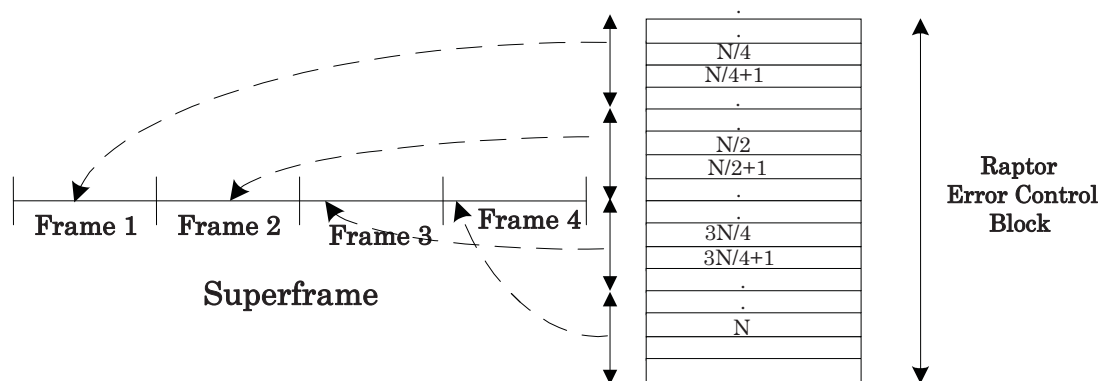 .
.
N/4
N/4+1
.
.
N/2
N/2+1
.
.
3N/4
3N/4+1
.
.
N
Frame 1
Frame 2
Frame 3
Frame 4
Superframe
Raptor
Error Control
Block